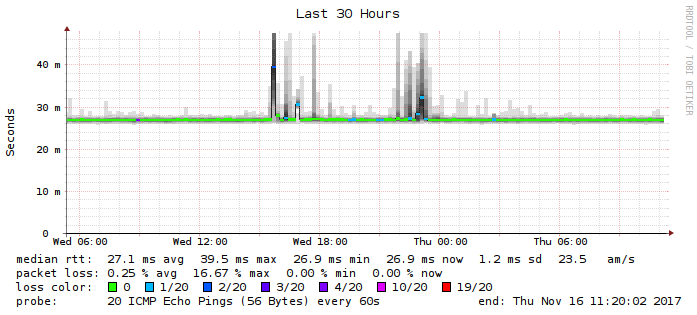 Last 30 Hours
RRDTOOL / TOBI OETIKER
Seconds
40 m
30 m
20 m
10 m
0
Wed 06:00 Wed 12:00 Wed 18:00 Thu 00:00 Thu 06:00
median rtt: 27.1 ms avg 39.5 ms max 26.9 ms min 26.9 ms now 1.2 ms sd 23.5 am/s
packet loss: 0.25 % avg 16.67 % max 0.00 % min 0.00 % now
loss color: 0 1/20 2/20 3/20 4/20 10/20 19/20
probe: 20 ICMP Echo Pings (56 Bytes) every 60s end: Thu Nov 16 11:20:02 2017